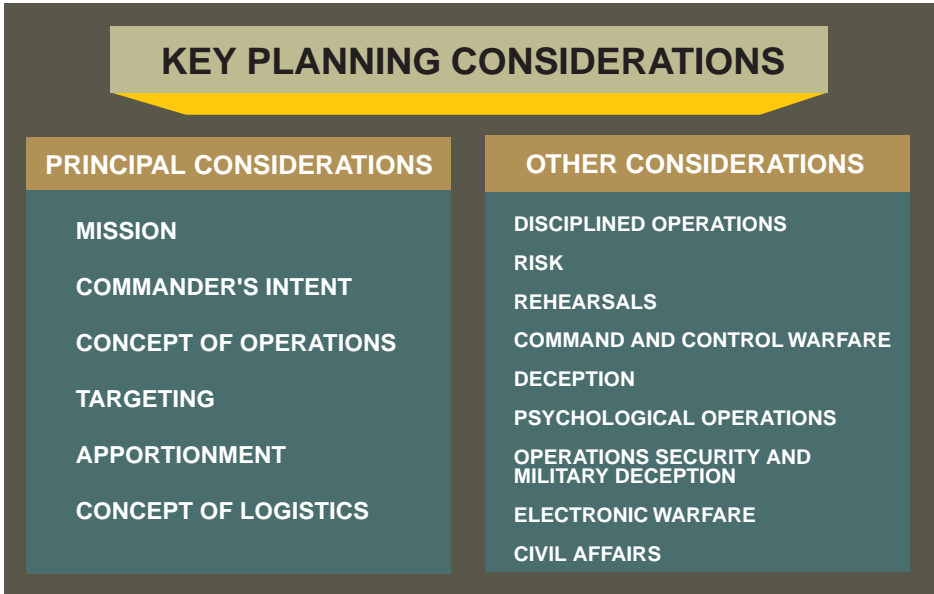 KEY PLANNING CONSIDERATIONS
PRINCIPAL CONSIDERATIONS
MISSION
COMMANDER'S INTENT
CONCEPT OF OPERATIONS
TARGETING
APPORTIONMENT
CONCEPT OF LOGISTICS
OTHER CONSIDERATIONS
DISCIPLINED OPERATIONS
RISK
REHEARSALS
COMMAND AND CONTROL WARFARE
DECEPTION
PSYCHOLOGICAL OPERATIONS
OPERATIONS SECURITY AND
MILITARY DECEPTION
ELECTRONIC WARFARE
CIVIL AFFAIRS